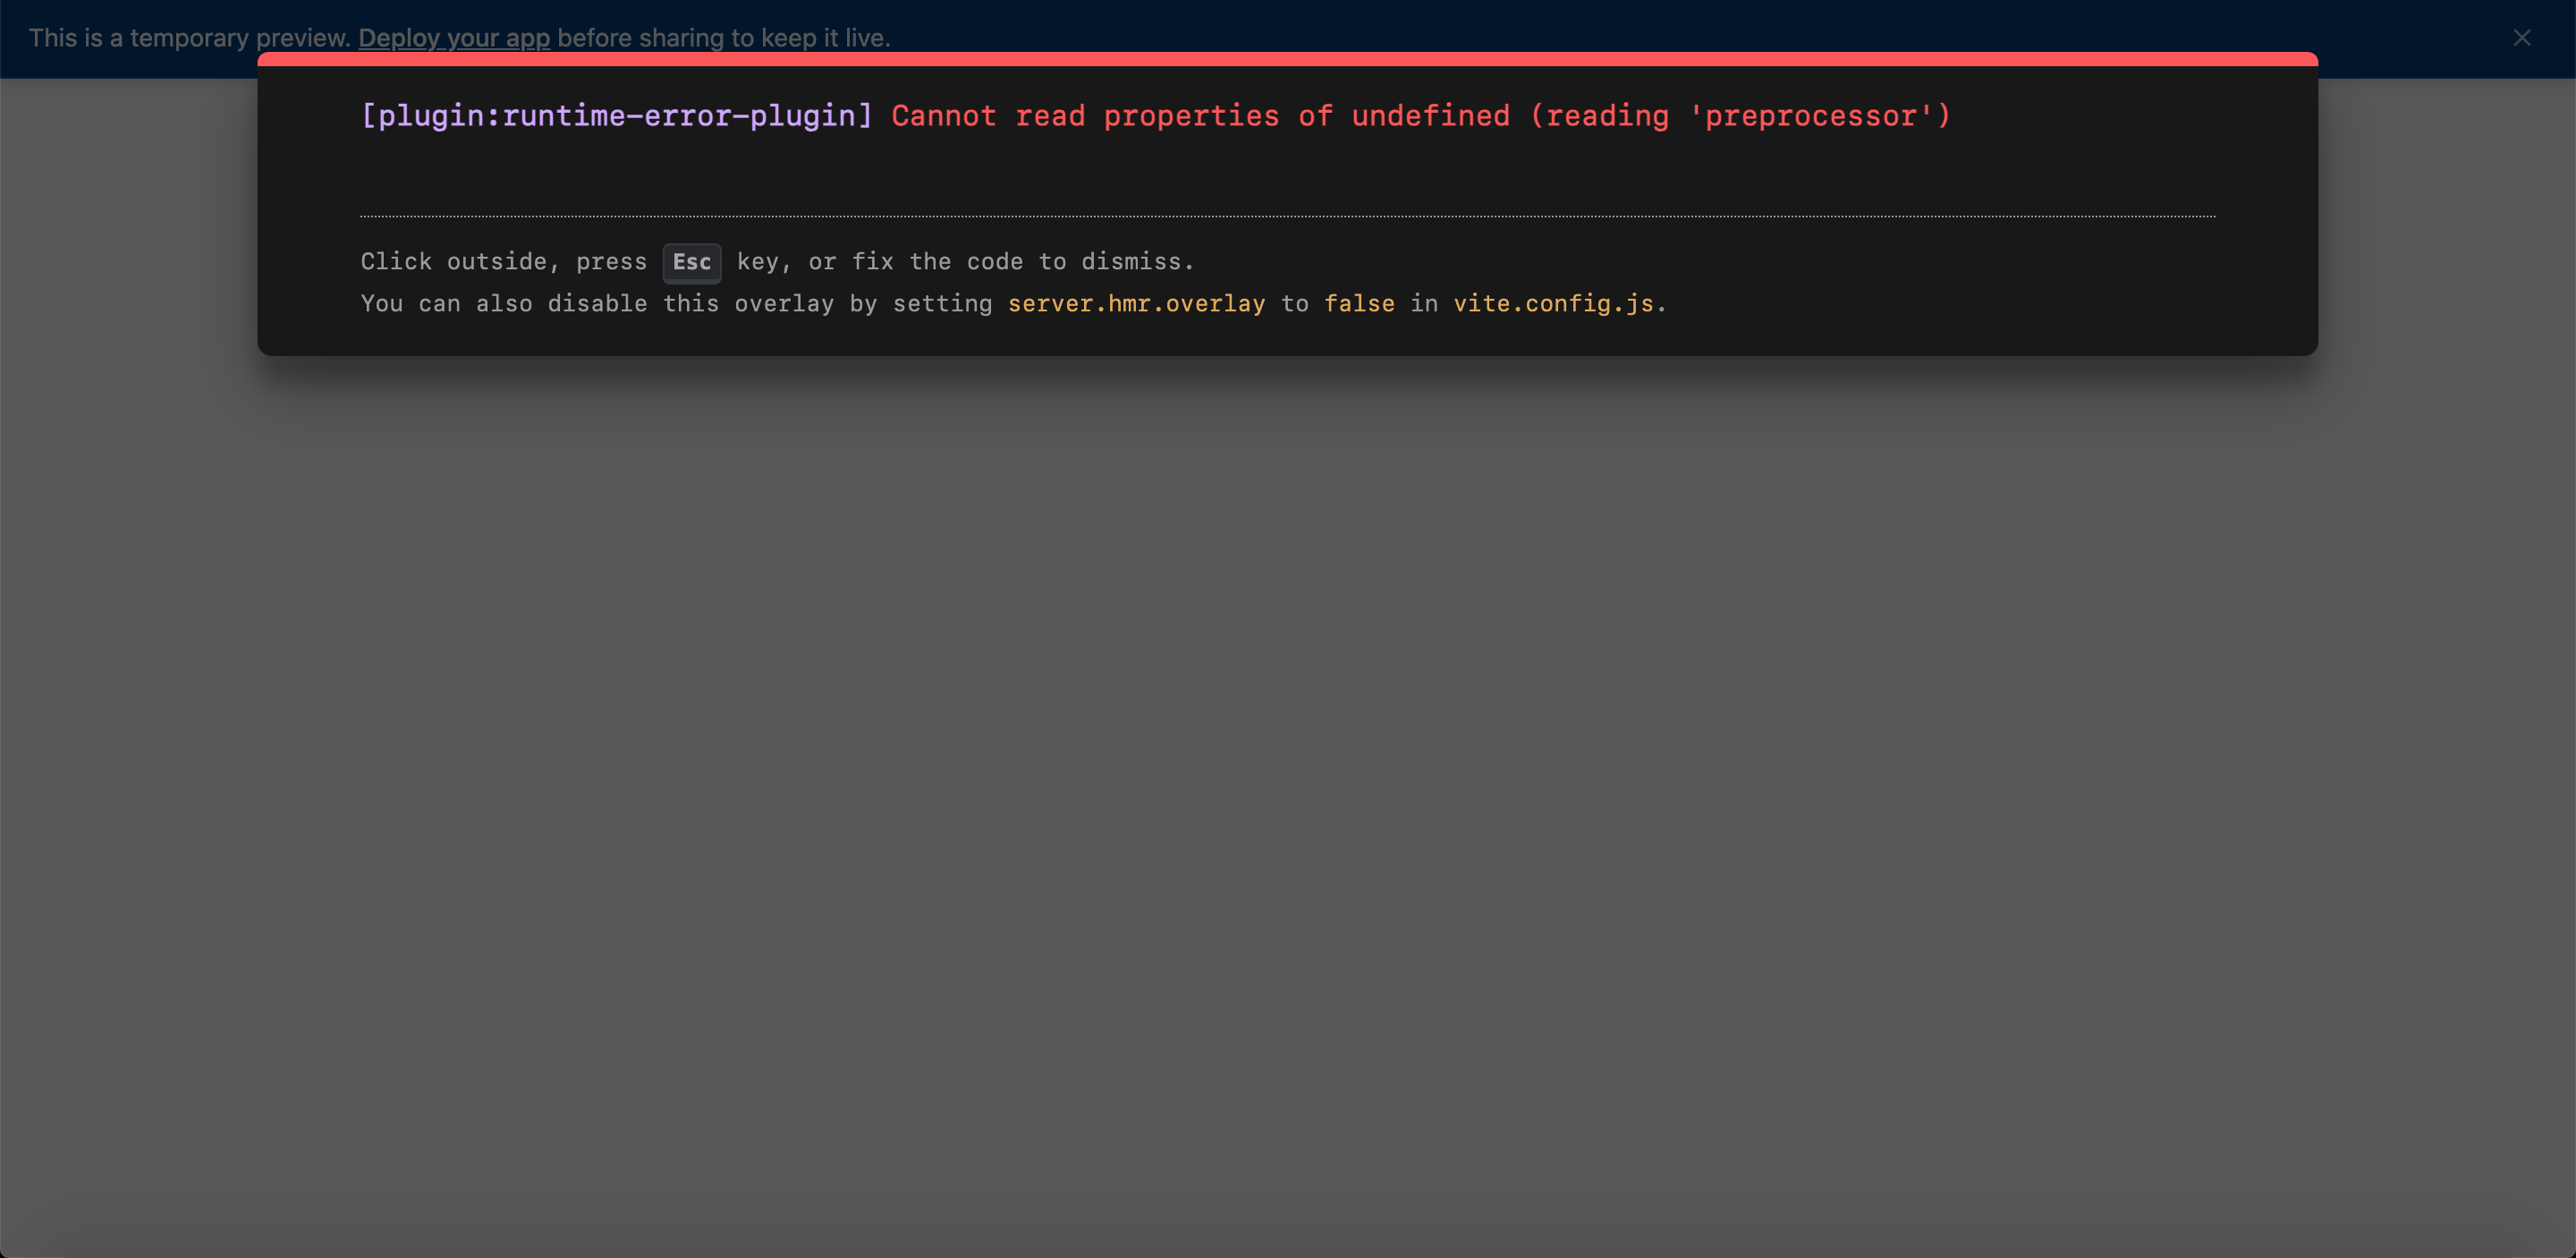 This is a temporary preview. Deploy your app before sharing to keep it live.
[plugin:runtime-error-plugin] Cannot read properties of undefined (reading 'preprocessor')
Click outside, press Esc key, or fix the code to dismiss.
You can also disable this overlay by setting server.hmr.overlay to false in vite.config.js.